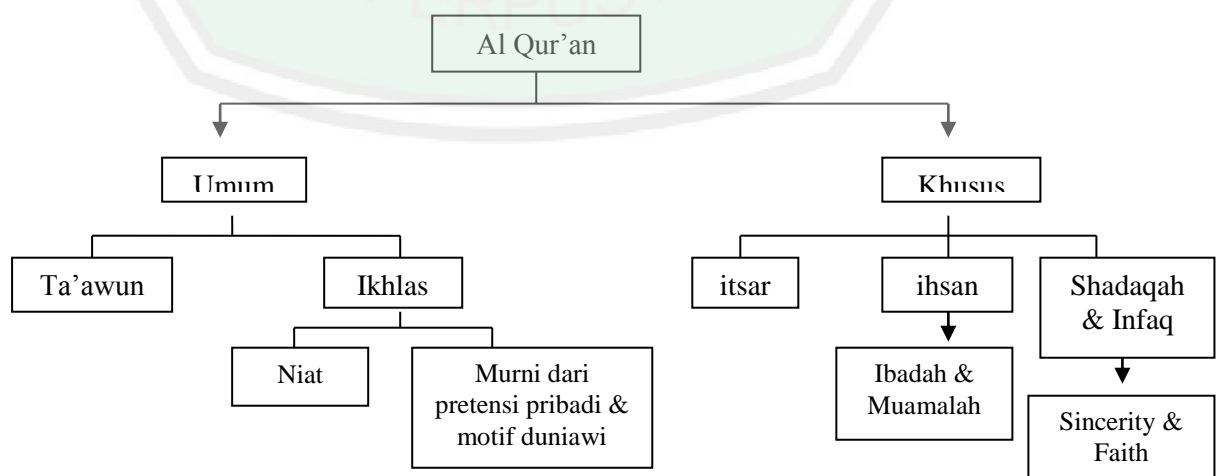 Al Qur’an
Umum
Khusus
Ta’awun
Ikhlas
itsar
ihsan
Shadaqah
& Infaq
Niat
Murni dari
pretensi pribadi &
motif duniawi
Ibadah &
Muamalah
Sincerity &
Faith